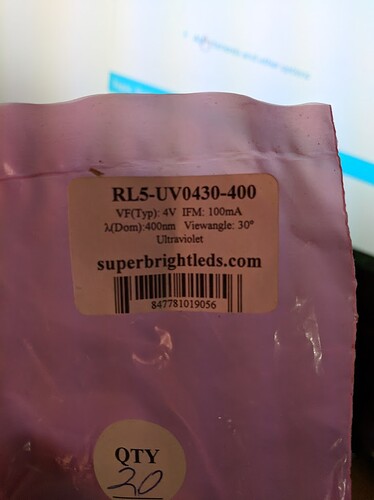 RL5-UV0430-400
VF(Typ): 4V IFM: 100mA
λ(Dom):400nm Viewangle: 30°
Ultraviolet
superbrightleds.com
847781019056
QTY
20